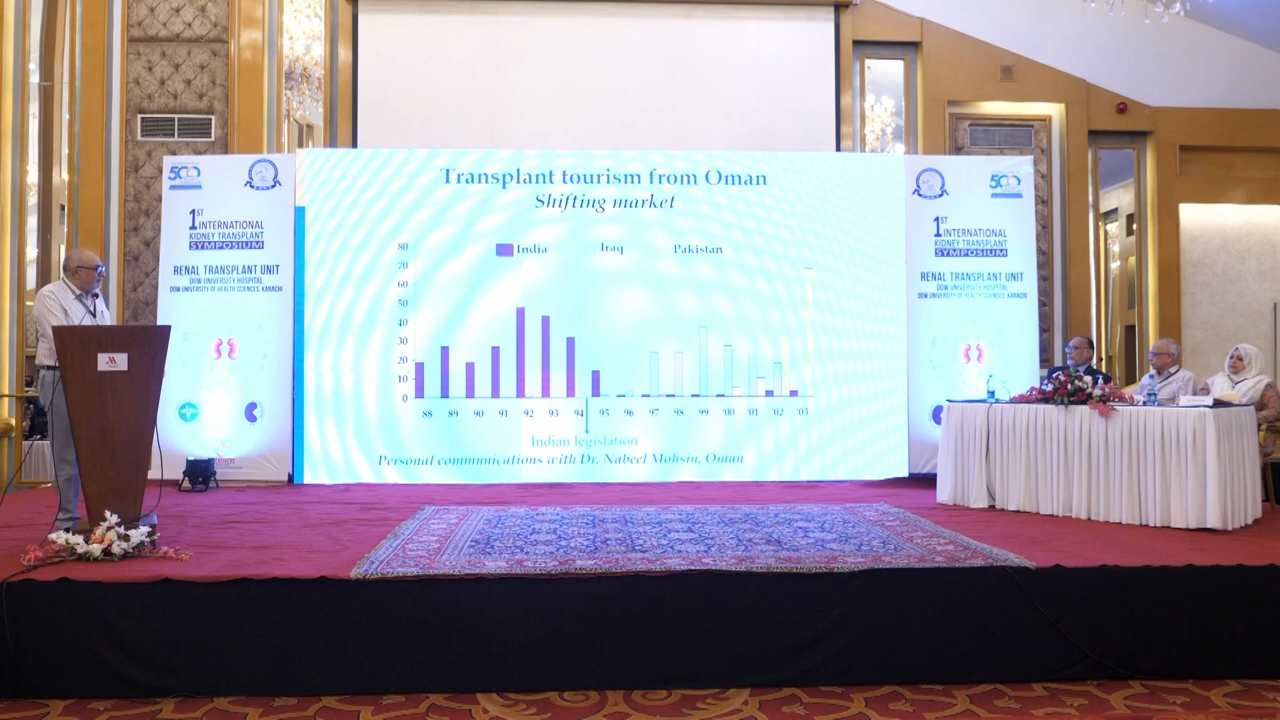 500
1ST
INTERNATIONAL
KIDNEY TRANSPLANT
SYMPOSIUM
RENAL TRANSPLANT UNIT
DOW UNIVERSITY HOSPITAL
DOW UNIVERSITY OF HEALTH SCIENCES, KARACHI
Transplant tourism from Oman
Shifting market
India Iraq Pakistan
80
70
60
50
40
30
20
10
0
88 89 90 91 92 93 94 95 96 97 98 99 '00 '01 '02 '03
Indian legislation
Personal communications with Dr. Nabeel Mohsin, Oman
500
1ST
INTERNATIONAL
KIDNEY TRANSPLANT
SYMPOSIUM
RENAL TRANSPLANT UNIT
DOW UNIVERSITY HOSPITAL
DOW UNIVERSITY OF HEALTH SCIENCES, KARACHI